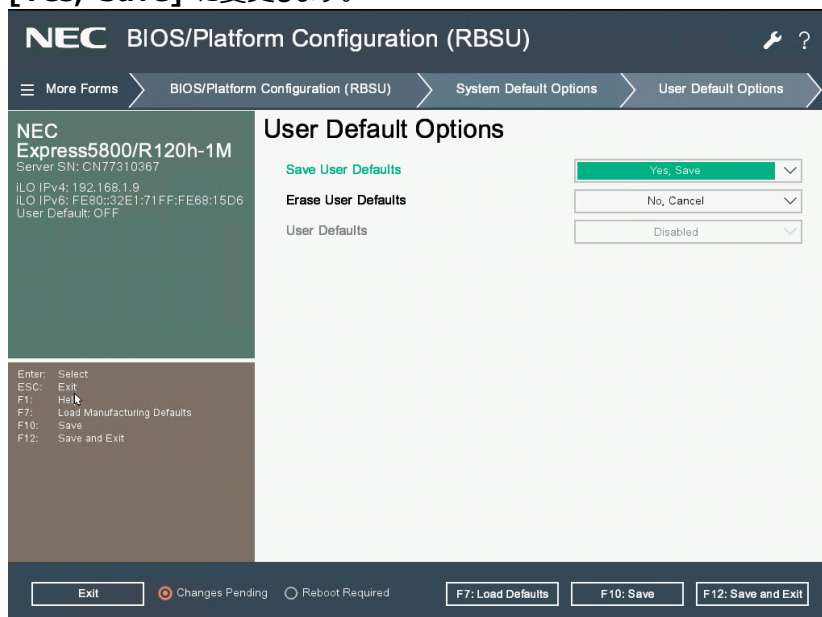 [Yes, Save] に変更します。
NEC BIOS/Platform Configuration (RBSU)
?
More Forms
BIOS/Platform Configuration (RBSU)
System Default Options
User Default Options
NEC
Express5800/R120h-1M
Server SN: CN77310367
iLO IPv4: 192.168.1.9
iLO IPv6: FE80::32E1:71FF:FE68:15D6
User Default: OFF
User Default Options
Save User Defaults
Yes, Save
Erase User Defaults
No, Cancel
User Defaults
Disabled
Enter: Select
ESC: Exit
F1: Help
F7: Load Manufacturing Defaults
F10: Save
F12: Save and Exit
Exit
Changes Pending
Reboot Required
F7: Load Defaults
F10: Save
F12: Save and Exit